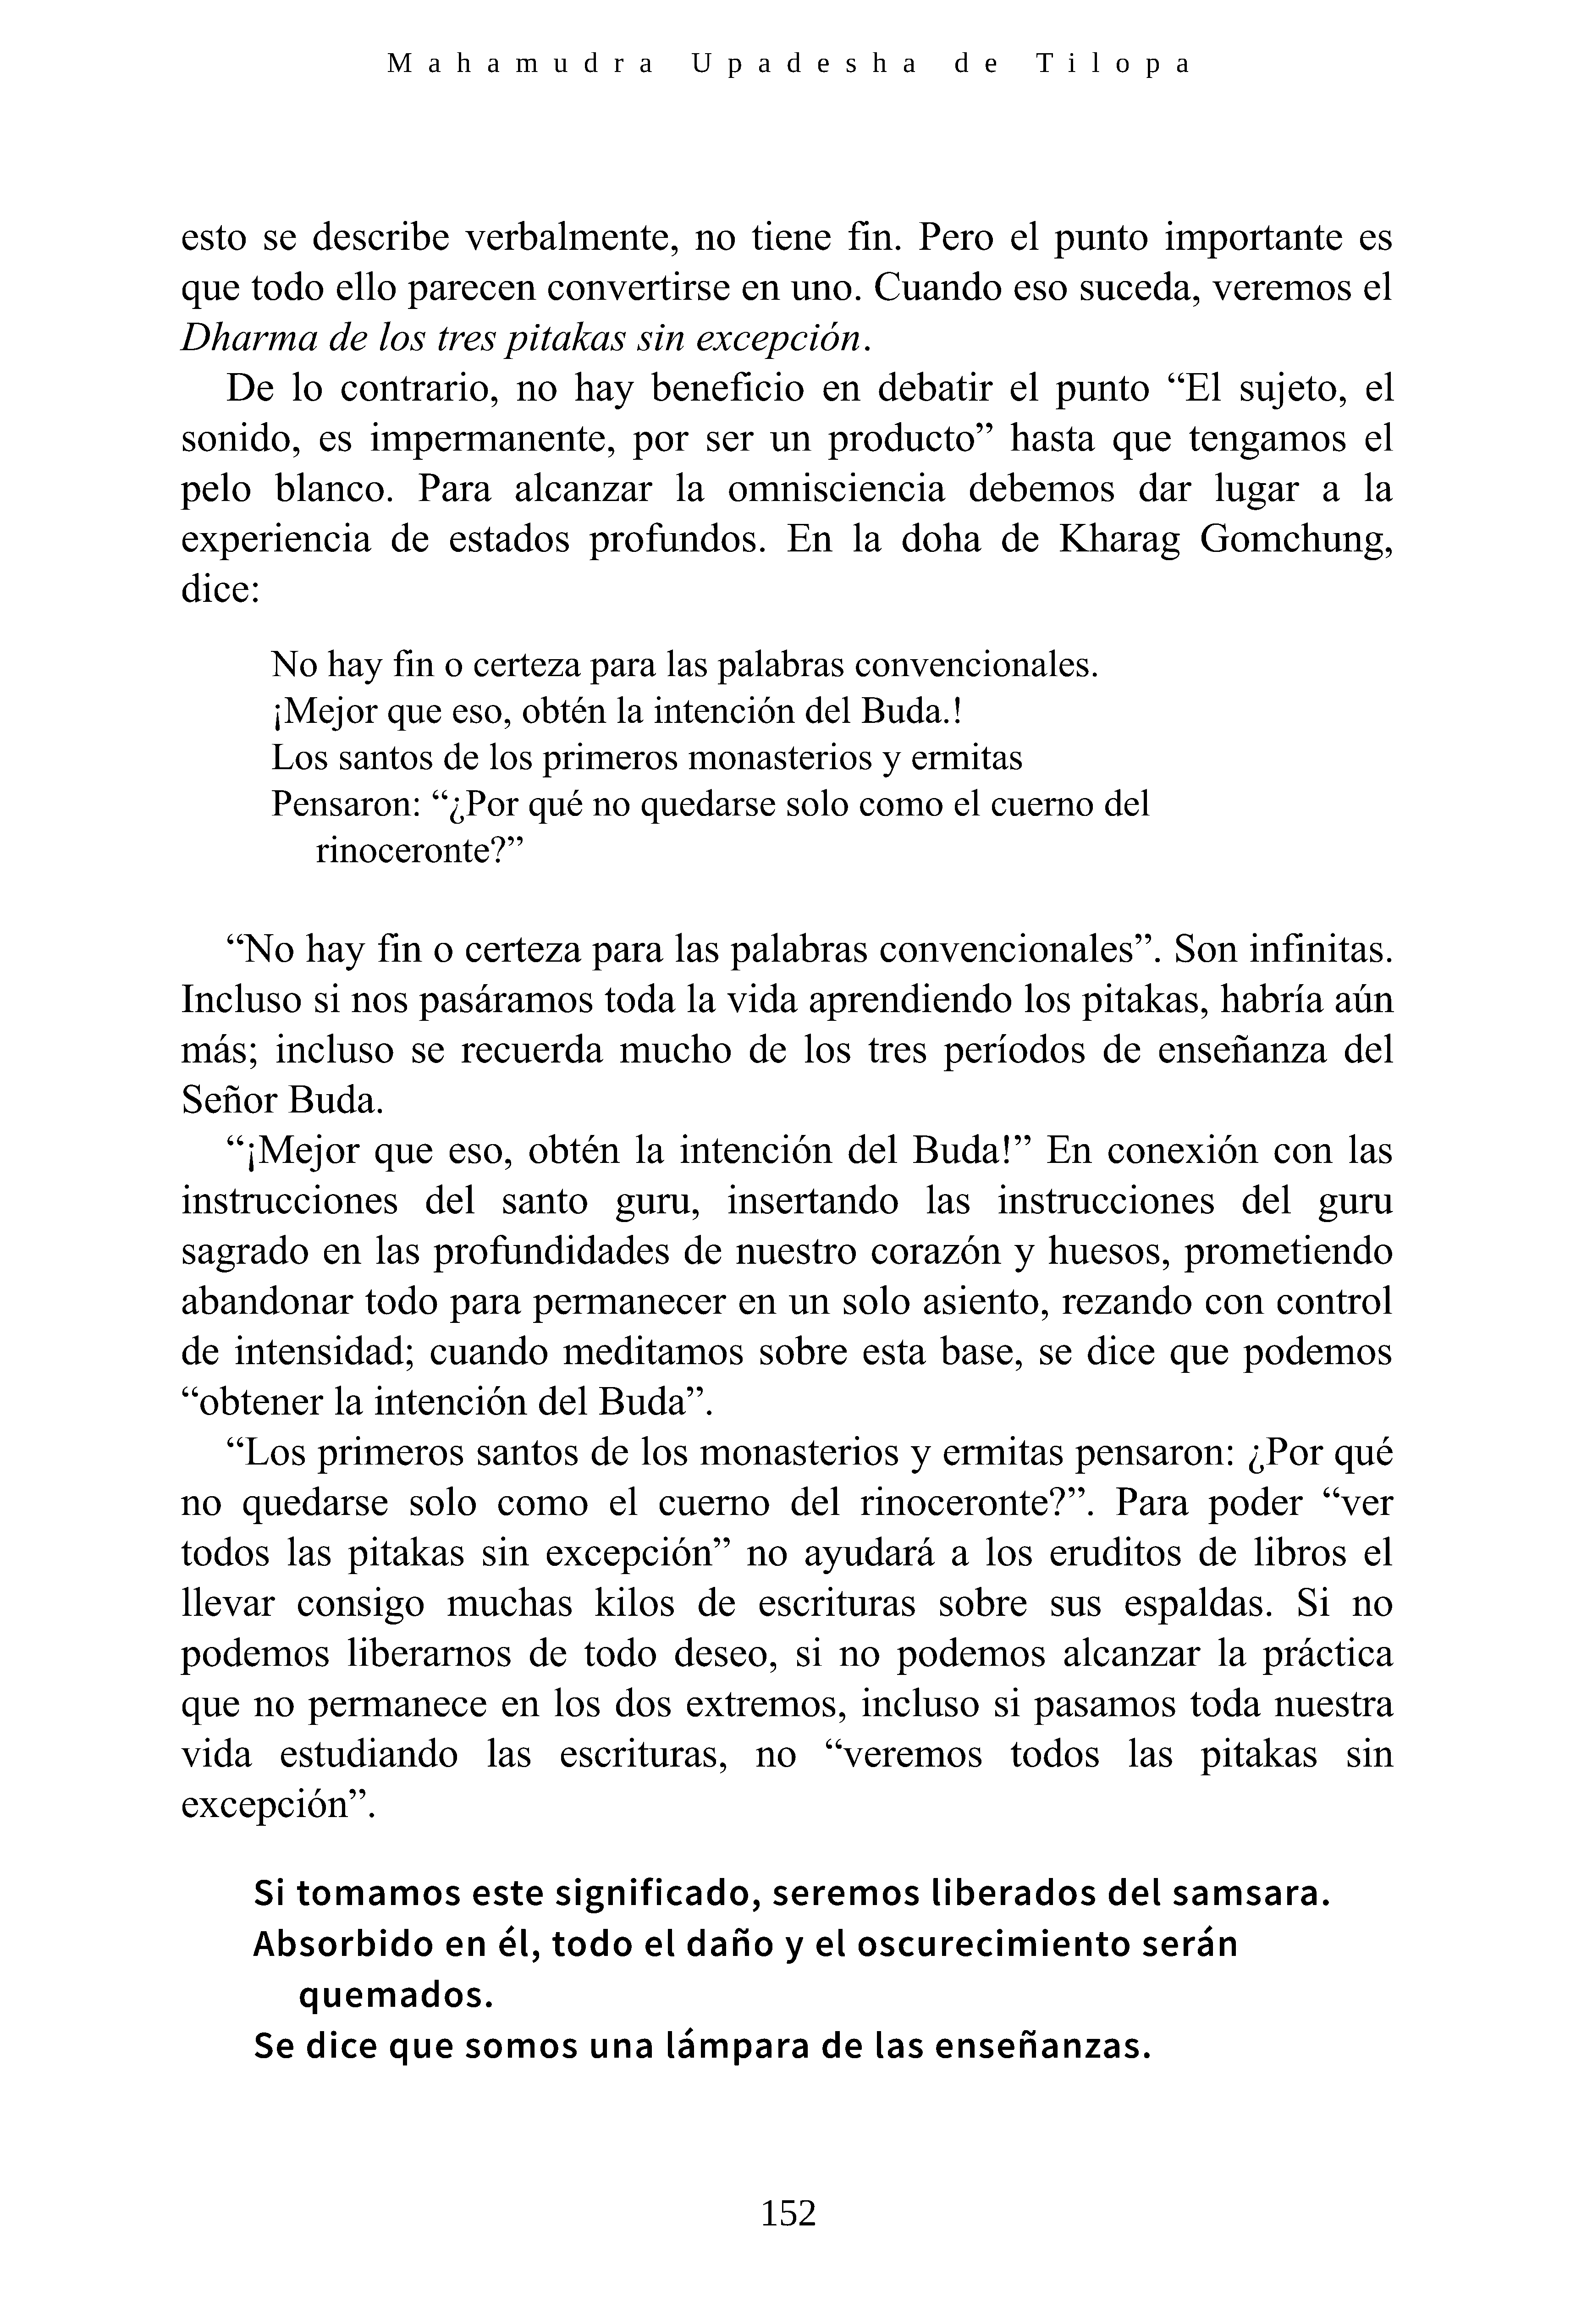 Mahamudra Upadesha de Tilopa
esto se describe verbalmente, no tiene fin. Pero el punto importante es
que todo ello parecen convertirse en uno. Cuando eso suceda, veremos el
Dharma de los tres pitakas sin excepción.
De lo contrario, no hay beneficio en debatir el punto “El sujeto, el
sonido, es impermanente, por ser un producto” hasta que tengamos el
pelo blanco. Para alcanzar la omnisciencia debemos dar lugar a la
experiencia de estados profundos. En la doha de Kharag Gomchung,
dice:
No hay fin o certeza para las palabras convencionales.
¡Mejor que eso, obtén la intención del Buda.!
Los santos de los primeros monasterios y ermitas
Pensaron: “¿Por qué no quedarse solo como el cuerno del
rinoceronte?”
“No hay fin o certeza para las palabras convencionales”. Son infinitas.
Incluso si nos pasáramos toda la vida aprendiendo los pitakas, habría aún
más; incluso se recuerda mucho de los tres períodos de enseñanza del
Señor Buda.
“¡Mejor que eso, obtén la intención del Buda!” En conexión con las
instrucciones del santo guru, insertando las instrucciones del guru
sagrado en las profundidades de nuestro corazón y huesos, prometiendo
abandonar todo para permanecer en un solo asiento, rezando con control
de intensidad; cuando meditamos sobre esta base, se dice que podemos
“obtener la intención del Buda”.
“Los primeros santos de los monasterios y ermitas pensaron: ¿Por qué
no quedarse solo como el cuerno del rinoceronte?”. Para poder “ver
todos las pitakas sin excepción” no ayudará a los eruditos de libros el
llevar consigo muchas kilos de escrituras sobre sus espaldas. Si no
podemos liberarnos de todo deseo, si no podemos alcanzar la práctica
que no permanece en los dos extremos, incluso si pasamos toda nuestra
vida estudiando las escrituras, no “veremos todos las pitakas sin
excepción”.
Si tomamos este significado, seremos liberados del samsara.
Absorbido en él, todo el daño y el oscurecimiento serán
quemados.
Se dice que somos una lámpara de las enseñanzas.
152